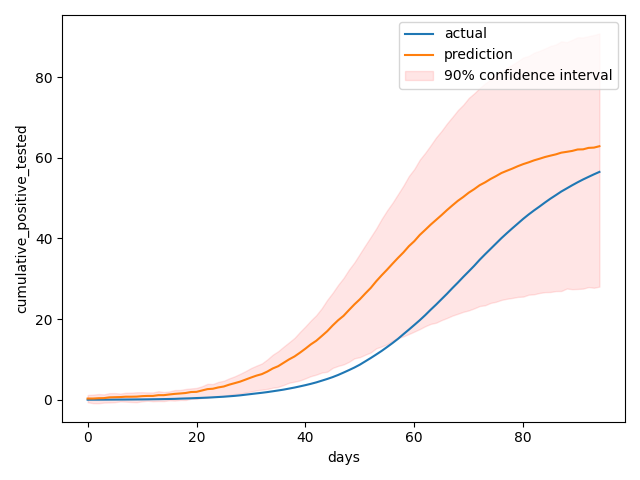 actual
prediction
90% confidence interval
cumulative_positive_tested
80
60
40
20
0
0 20 40 60 80
days